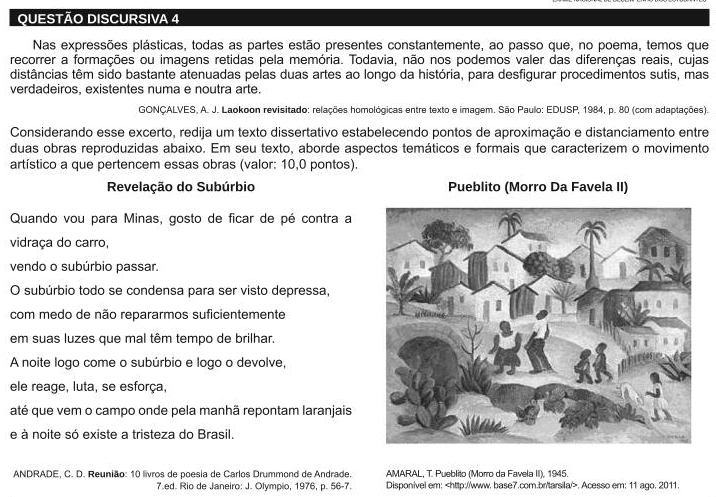 QUESTÃO DISCURSIVA 4
Nas expressões plásticas, todas as partes estão presentes constantemente, ao passo que, no poema, temos que
recorrer a formações ou imagens retidas pela memória. Todavia, não nos podemos valer das diferenças reais, cujas
distâncias têm sido bastante atenuadas pelas duas artes ao longo da história, para desfigurar procedimentos sutis, mas
verdadeiros, existentes numa e noutra arte.
GONÇALVES, A. J. Laokoon revisitado: relações homológicas entre texto e imagem. São Paulo: EDUSP, 1984, p. 80 (com adaptações).
Considerando esse excerto, redija um texto dissertativo estabelecendo pontos de aproximação e distanciamento entre
duas obras reproduzidas abaixo. Em seu texto, aborde aspectos temáticos e formais que caracterizem o movimento
artístico a que pertencem essas obras (valor: 10,0 pontos).
Revelação do Subúrbio
Quando vou para Minas, gosto de ficar de pé contra a
vidraça do carro,
vendo o subúrbio passar.
O subúrbio todo se condensa para ser visto depressa,
com medo de não repararmos suficientemente
em suas luzes que mal têm tempo de brilhar.
A noite logo come o subúrbio e logo o devolve,
ele reage, luta, se esforça,
até que vem o campo onde pela manhã repontam laranjais
e à noite só existe a tristeza do Brasil.
ANDRADE, C. D. Reunião: 10 livros de poesia de Carlos Drummond de Andrade.
7.ed. Rio de Janeiro: J. Olympio, 1976, p. 56-7.
Pueblito (Morro Da Favela II)
AMARAL, T. Pueblito (Morro da Favela II), 1945.
Disponível em: <http://www. base7.com.br/tarsila/>. Acesso em: 11 ago. 2011.